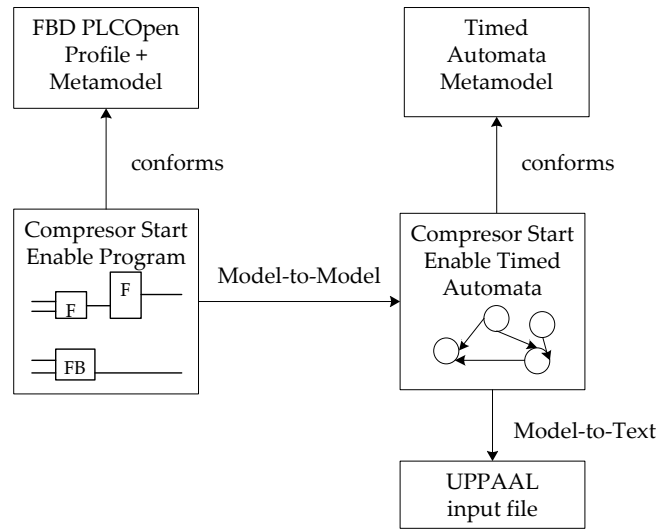 FBD PLCOpen
Profile +
Metamodel
Timed
Automata
Metamodel
conforms
conforms
Compresor Start
Enable Program
F
F
FB
Model-to-Model
Compresor Start
Enable Timed
Automata
Model-to-Text
UPPAAL
input file